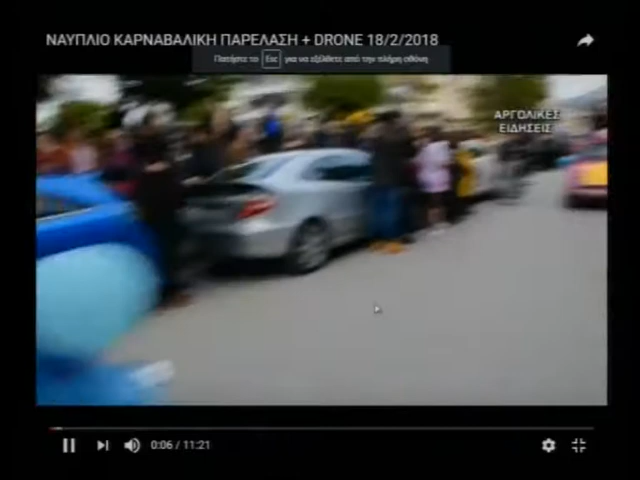 ΝΑΥΠΛΙΟ ΚΑΡΝΑΒΑΛΙΚΗ ΠΑΡΕΛΑΣΗ + DRONE 18/2/2018
Πατήστε το Esc για να εξέλθετε από την πλήρη οθόνη
ΑΡΓΟΛΙΚΕΣ
ΕΙΔΗΣΕΙΣ
0:06 / 11:21